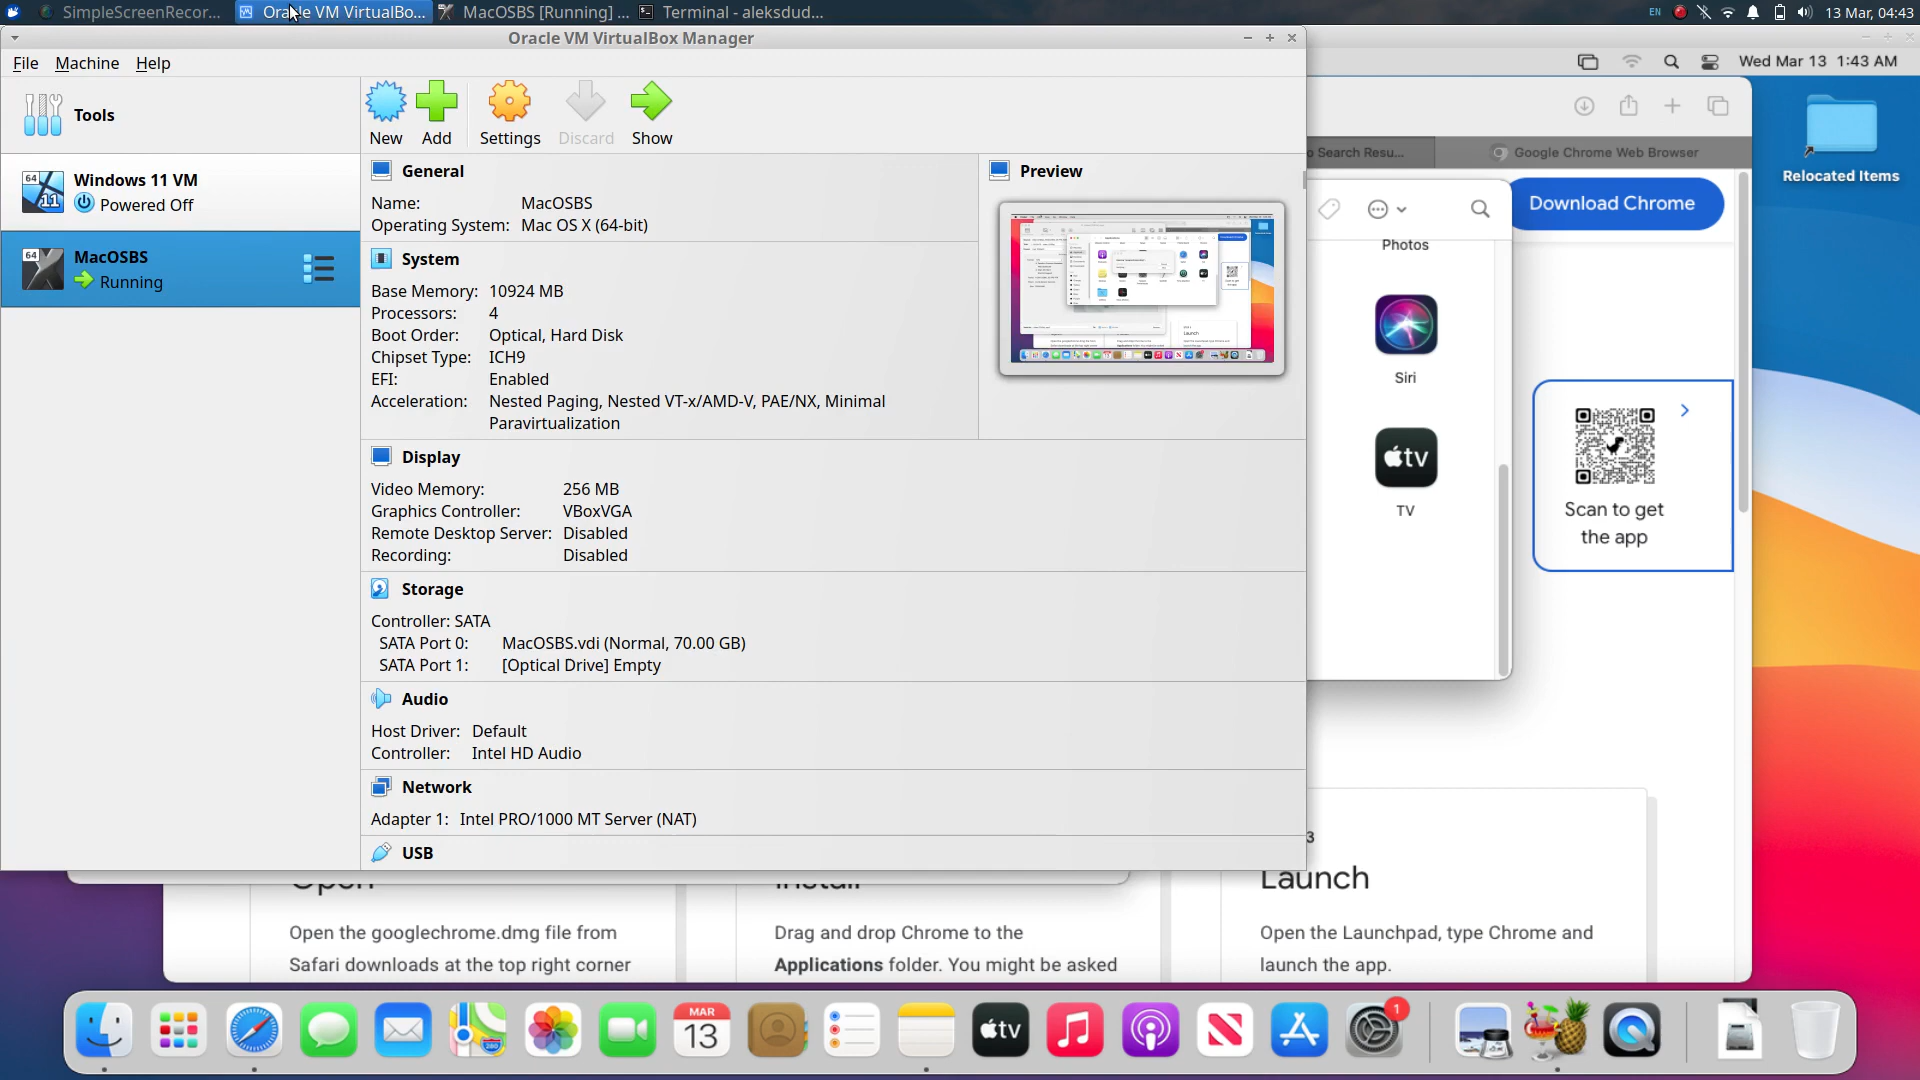 SimpleScreenRecor...
Oracle VM VirtualBo...
MacOSBS [Running] ...
Terminal - aleksdud...
EN
13 Mar, 04:43
Oracle VM VirtualBox Manager
File Machine Help
Wed Mar 13 1:43 AM
Tools
New
Add
Settings
Discard
Show
o Search Resu...
Google Chrome Web Browser
Relocated Items
64
11
Windows 11 VM
Powered Off
64
MacOSBS
Running
General
Name: MacOSBS
Operating System: Mac OS X (64-bit)
System
Base Memory: 10924 MB
Processors: 4
Boot Order: Optical, Hard Disk
Chipset Type: ICH9
EFI: Enabled
Acceleration: Nested Paging, Nested VT-x/AMD-V, PAE/NX, Minimal
Paravirtualization
Preview
Display
Video Memory: 256 MB
Graphics Controller: VBoxVGA
Remote Desktop Server: Disabled
Recording: Disabled
Storage
Controller: SATA
SATA Port 0: MacOSBS.vdi (Normal, 70.00 GB)
SATA Port 1: [Optical Drive] Empty
Audio
Host Driver: Default
Controller: Intel HD Audio
Network
Adapter 1: Intel PRO/1000 MT Server (NAT)
USB
Download Chrome
Photos
Siri
tv
TV
Scan to get
the app
3
Open
Open the googlechrome.dmg file from
Safari downloads at the top right corner
Install
Drag and drop Chrome to the
Applications folder. You might be asked
Launch
Open the Launchpad, type Chrome and
launch the app.
280
MAR
13
tv
1